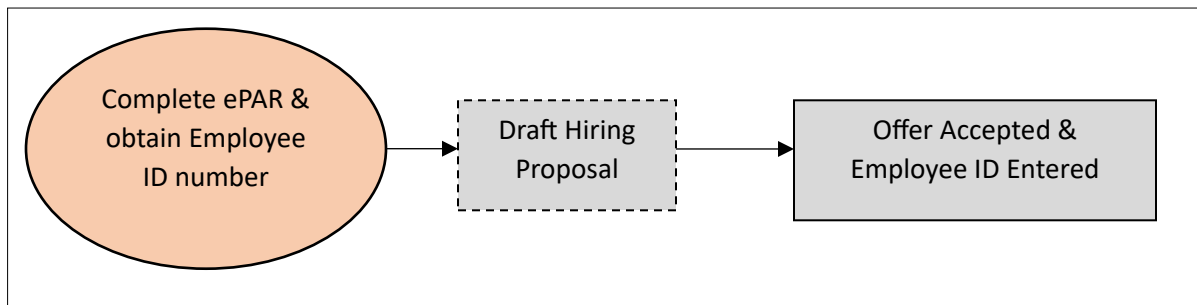 Complete ePAR &
obtain Employee
ID number
Draft Hiring
Proposal
Offer Accepted &
Employee ID Entered